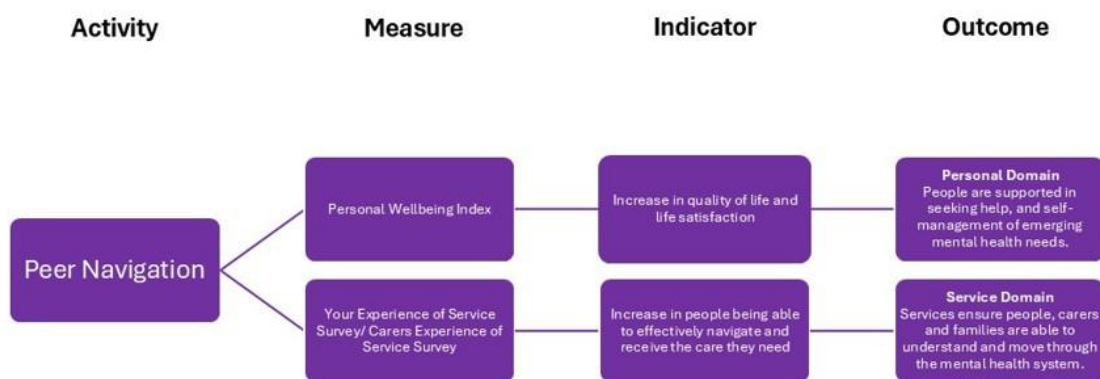 Activity
Measure
Indicator
Outcome
Peer Navigation
Personal Wellbeing Index
Increase in quality of life and
life satisfaction
Personal Domain
People are supported in
seeking help, and self-
management of emerging
mental health needs.
Your Experience of Service
Survey/ Carers Experience of
Service Survey
Increase in people being able
to effectively navigate and
receive the care they need
Service Domain
Services ensure people, carers
and families are able to
understand and move through
the mental health system.